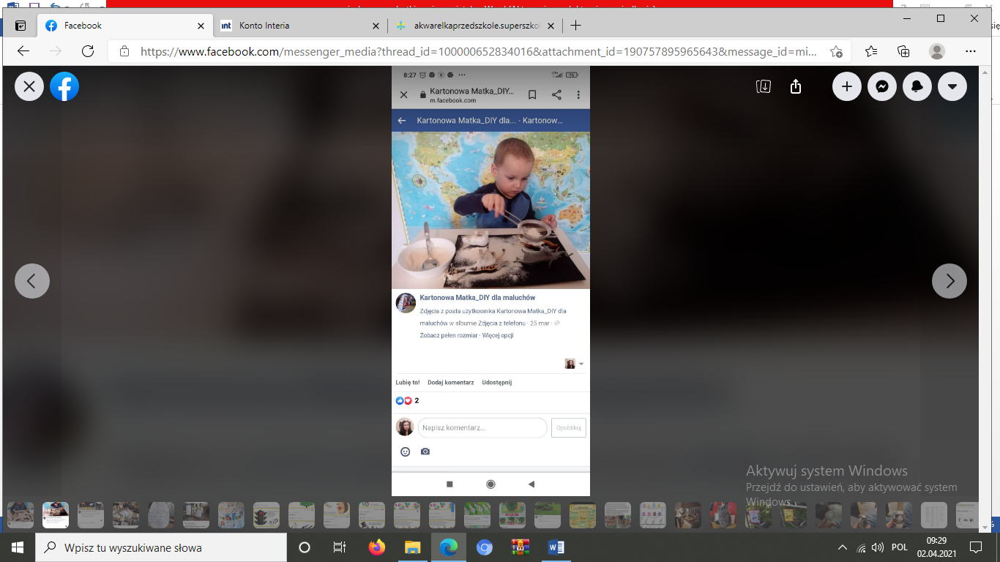 Facebook
Konto Interia
akwarelkaprzedszkole.superszko
https://www.facebook.com/messenger_media?thread_id=100000652834016&attachment_id=190757895965643&message_id=mi...
8:27
96
Kartonowa Matka_DIY...
m.facebook.com
Kartonowa Matka_DIY dla... - Kartonow...
Kartonowa Matka_DIY dla maluchów
Zdjęcia z posta użytkownika Kartonowa Matka_DIY dla
maluchów w albumie Zdjęcia z telefonu · 25 mar ·
Zobacz pełen rozmiar · Więcej opcji
Lubię to! Dodaj komentarz Udostępnij
2
Napisz komentarz...
Opublikuj
Aktywuj system Windows
Przejdź do ustawień, aby aktywować system
Windows.
Wpisz tu wyszukiwane słowa
POL
09:29
02.04.2021